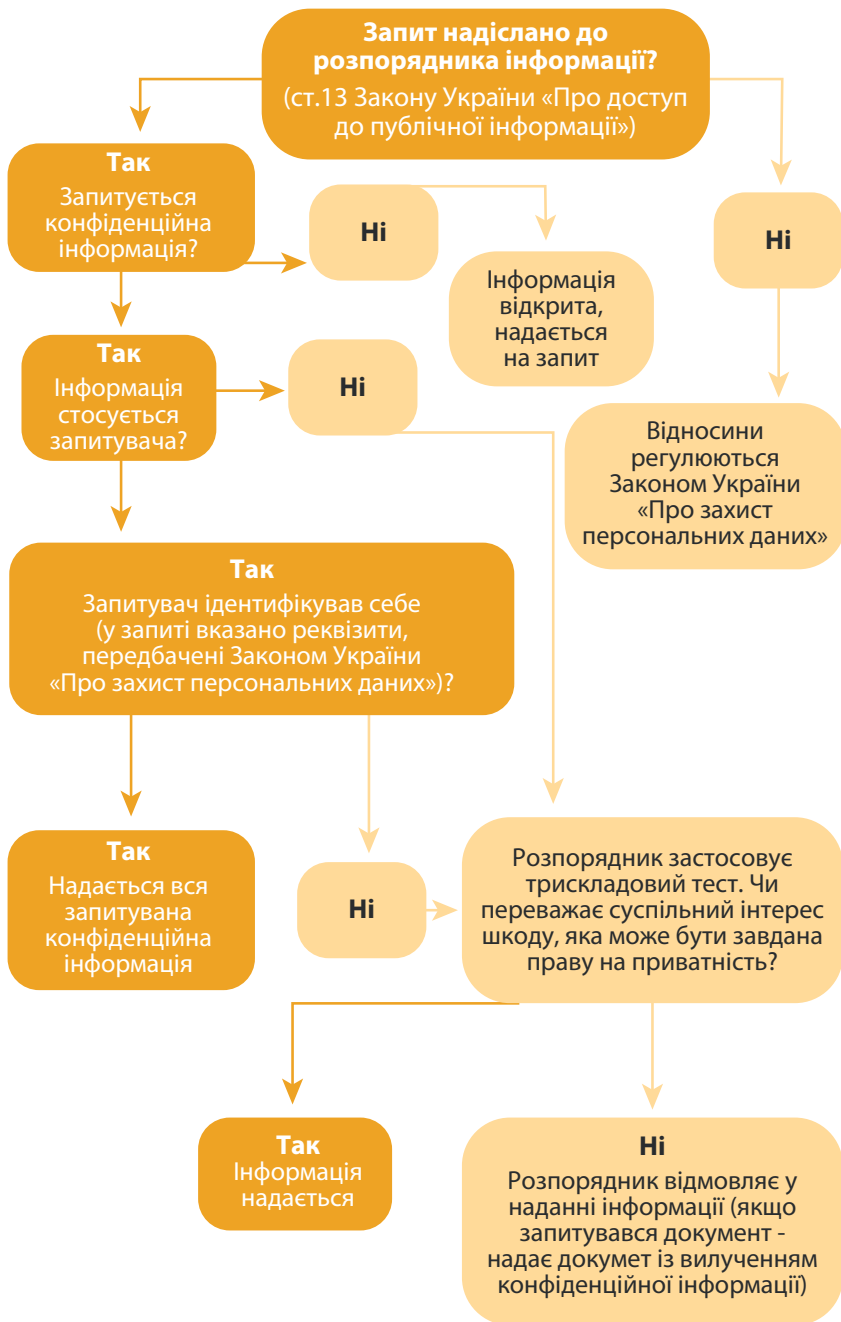 Запит надіслано до
розпорядника інформації?
(ст.13 Закону України «Про доступ
до публічної інформації»)
Так
Запитується
конфіденційна
інформація?
Ні
Ні
Інформація
відкрита,
надається
на запит
Так
Інформація
стосується
запитувача?
Ні
Відносини
регулюються
Законом України
«Про захист
персональних даних»
Так
Запитувач ідентифікував себе
(у запиті вказано реквізити,
передбачені Законом України
«Про захист персональних даних»)?
Так
Надається вся
запитувана
конфіденційна
інформація
Ні
Розпорядник застосовує
трискладовий тест. Чи
переважає суспільний інтерес
шкоду, яка може бути завдана
праву на приватність?
Так
Інформація
надається
Ні
Розпорядник відмовляє у
наданні інформації (якщо
запитувався документ -
надає докумет із вилученням
конфіденційної інформації)